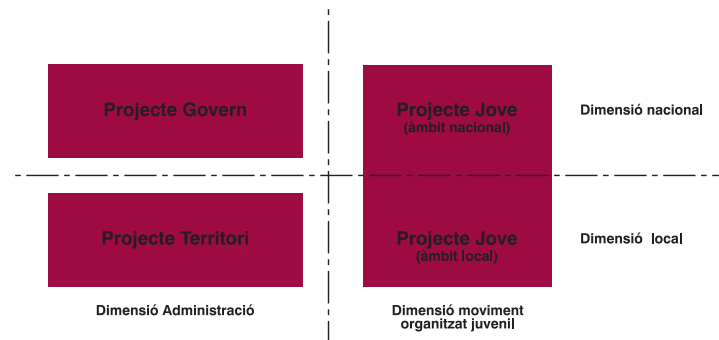 Projecte Govern
Projecte Jove
(àmbit nacional)
Dimensió nacional
Projecte Territori
Projecte Jove
(àmbit local)
Dimensió local
Dimensió Administració
Dimensió moviment
organitzat juvenil